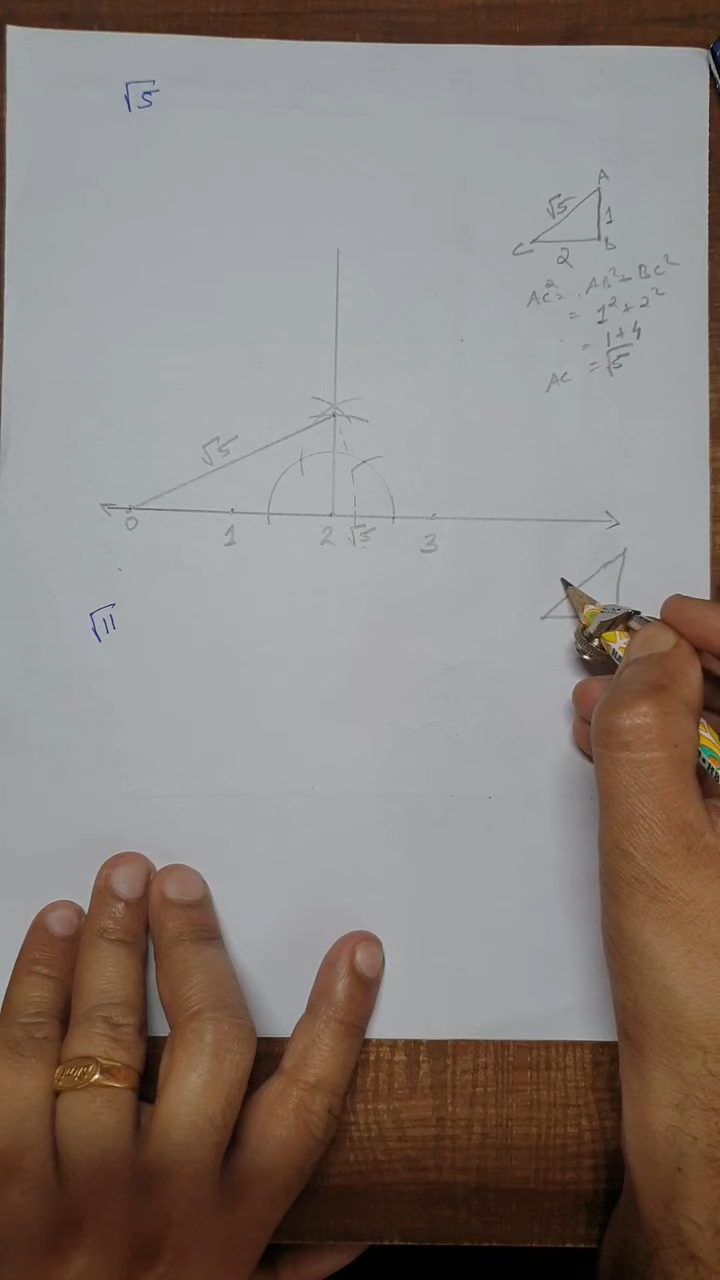 √5
A
√5
1
C
2
B
AC² = AB² + BC²
= 1² + 2²
= 1+4
AC = √5
√5
0
1
2
√5
3
√11